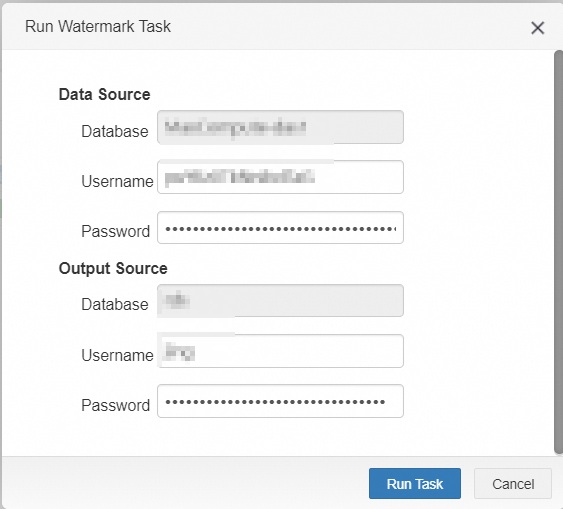 Run Watermark Task
Data Source
Database
Username
Password ••••••••••••••••••••••••••••••••••
Output Source
Database
Username
Password ••••••••••••••••••••••••••••••••
Run Task Cancel